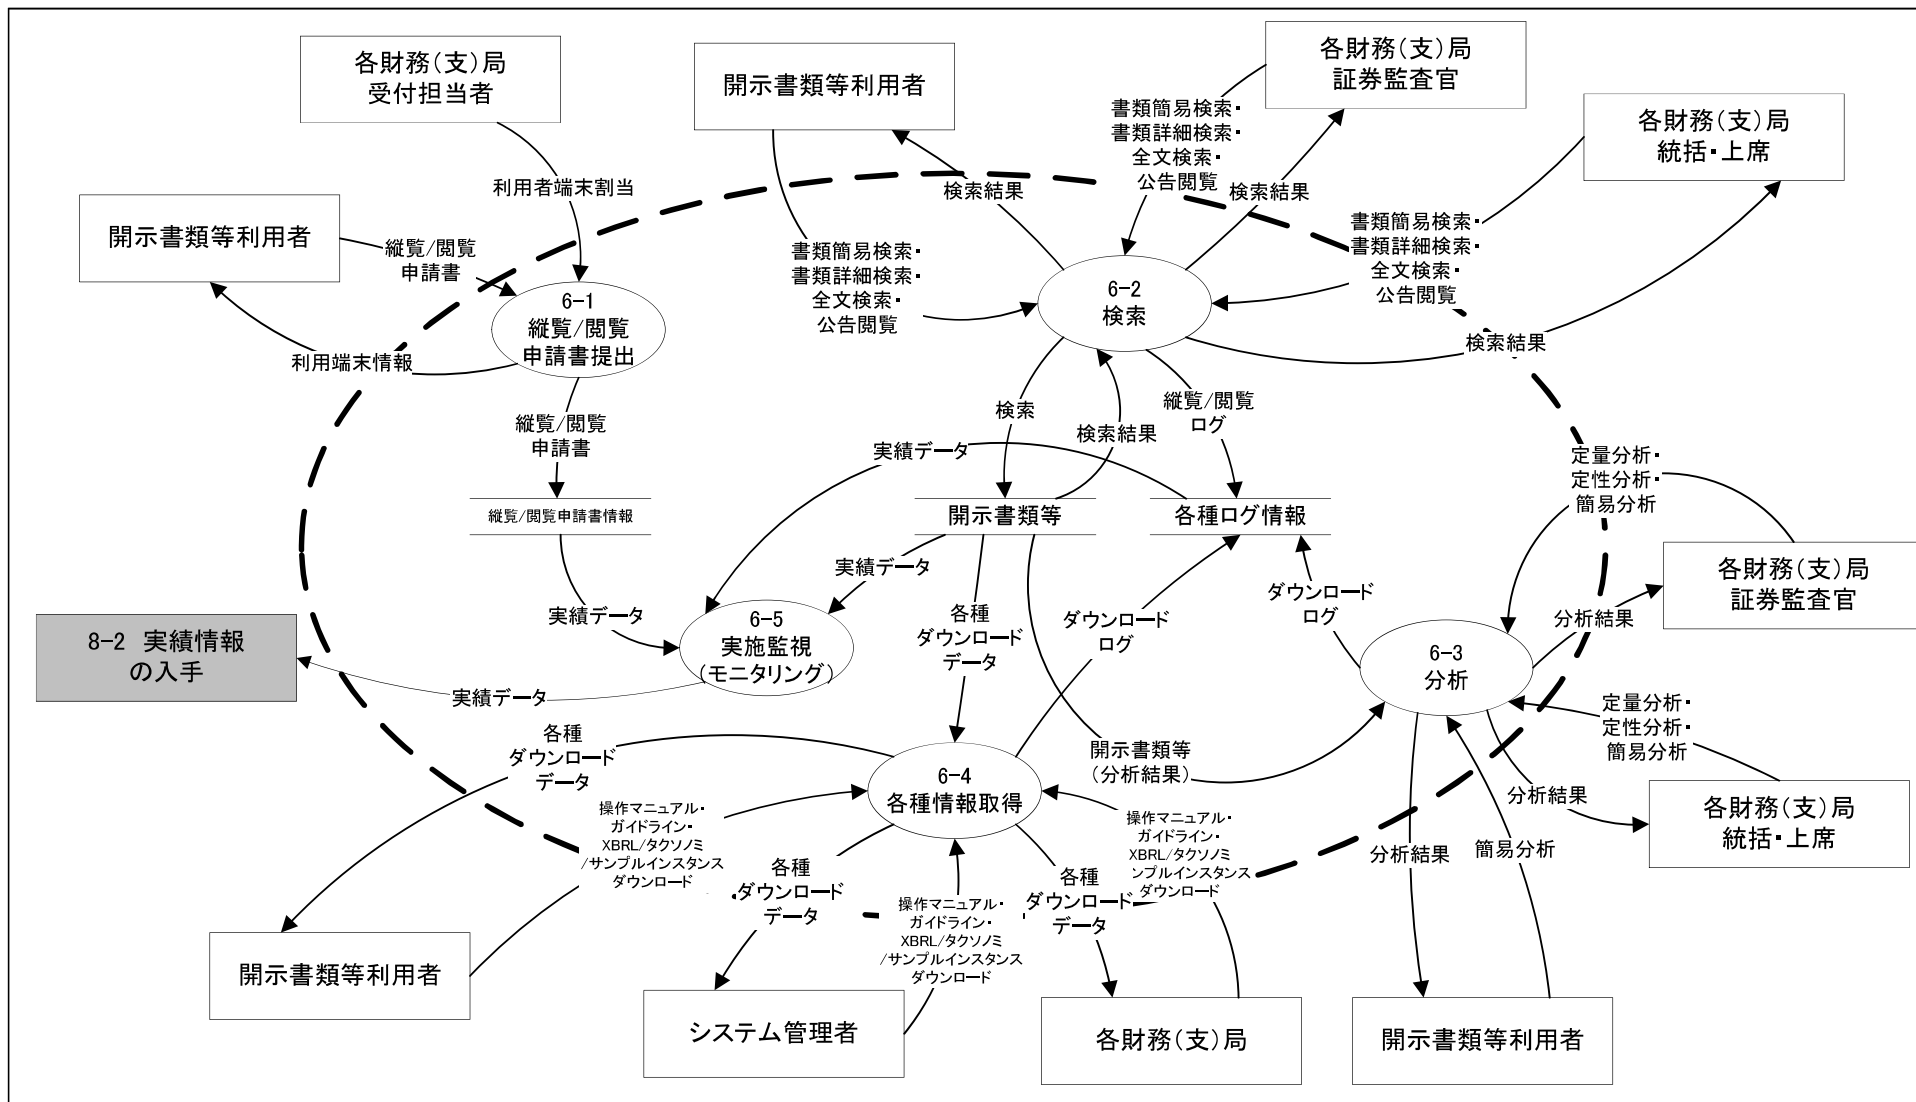 各財務(支)局
受付担当者
開示書類等利用者
各財務(支)局
証券監査官
各財務(支)局
統括・上席
書類簡易検索・
書類詳細検索・
全文検索・
公告閲覧
利用者端末割当
検索結果
検索結果
開示書類等利用者
縦覧/閲覧
申請書
書類簡易検索・
書類詳細検索・
全文検索・
公告閲覧
書類簡易検索・
書類詳細検索・
全文検索・
公告閲覧
6-1
縦覧/閲覧
申請書提出
6-2
検索
利用端末情報
検索結果
縦覧/閲覧
申請書
検索
検索結果
縦覧/閲覧
ログ
実績データ
定量分析・
定性分析・
簡易分析
縦覧/閲覧申請書情報
開示書類等
各種ログ情報
実績データ
実績データ
各種
ダウンロード
データ
ダウンロード
ログ
ダウンロード
ログ
各財務(支)局
証券監査官
分析結果
8-2 実績情報
の入手
6-5
実施監視
(モニタリング)
6-3
分析
実績データ
定量分析・
定性分析・
簡易分析
各種
ダウンロード
データ
開示書類等
(分析結果)
6-4
各種情報取得
分析結果
各財務(支)局
統括・上席
操作マニュアル・
ガイドライン・
XBRL/タクソノミ
/サンプルインスタンス
ダウンロード
操作マニュアル・
ガイドライン・
XBRL/タクソノミ
ンプルインスタンス
ダウンロード
分析結果
簡易分析
各種
ダウンロード
データ
各種
ダウンロード
データ
操作マニュアル・
ガイドライン・
XBRL/タクソノミ
/サンプルインスタンス
ダウンロード
開示書類等利用者
システム管理者
各財務(支)局
開示書類等利用者